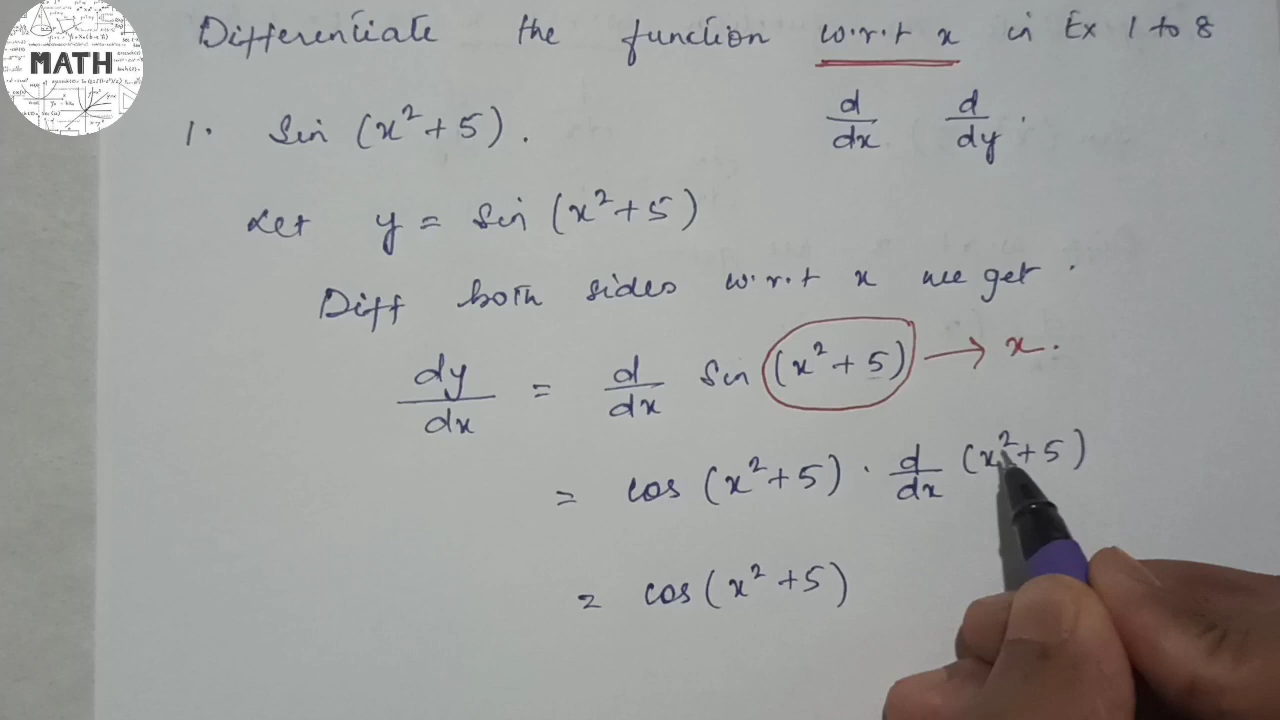 MATH
Differentiate the function w.r.t x in Ex 1 to 8
1. Sin (x²+5). d/dx d/dy.
Let y = Sin (x²+5)
Diff both sides w.r.t x we get.
dy/dx = d/dx Sin (x²+5) → x.
= cos (x²+5) · d/dx (x²+5)
= cos (x²+5)